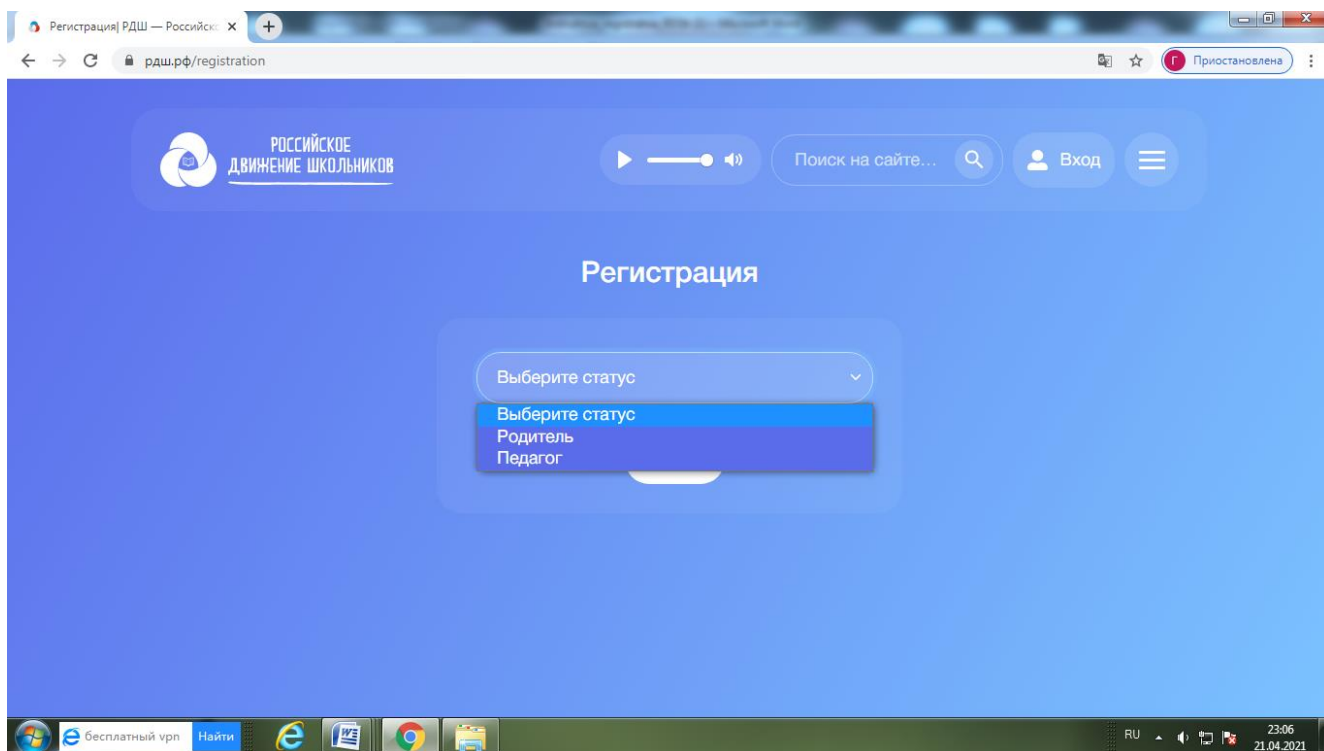 Регистрация| РДШ — Российск
рдш.рф/registration
Г Приостановлена
РОССИЙСКОЕ
ДВИЖЕНИЕ ШКОЛЬНИКОВ
Поиск на сайте...
Вход
Регистрация
Выберите статус
Выберите статус
Родитель
Педагог
бесплатный vpn Найти
RU
23:06
21.04.2021